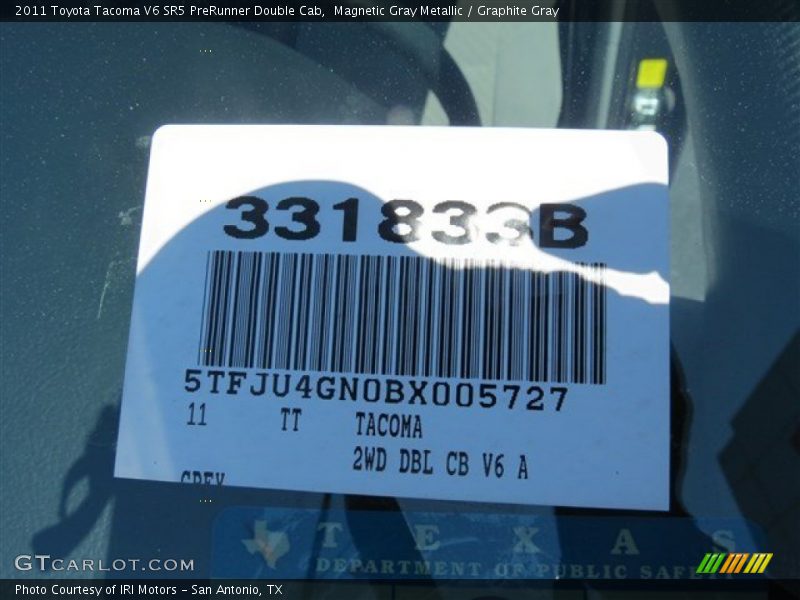 2011 Toyota Tacoma V6 SR5 PreRunner Double Cab, Magnetic Gray Metallic / Graphite Gray
331833B
5TFJU4GN0BX005727
11 TT TACOMA
2WD DBL CB V6 A
GREY
TEXAS
DEPARTMENT OF PUBLIC SAFETY
GTCARLOT.COM
Photo Courtesy of IRI Motors – San Antonio, TX